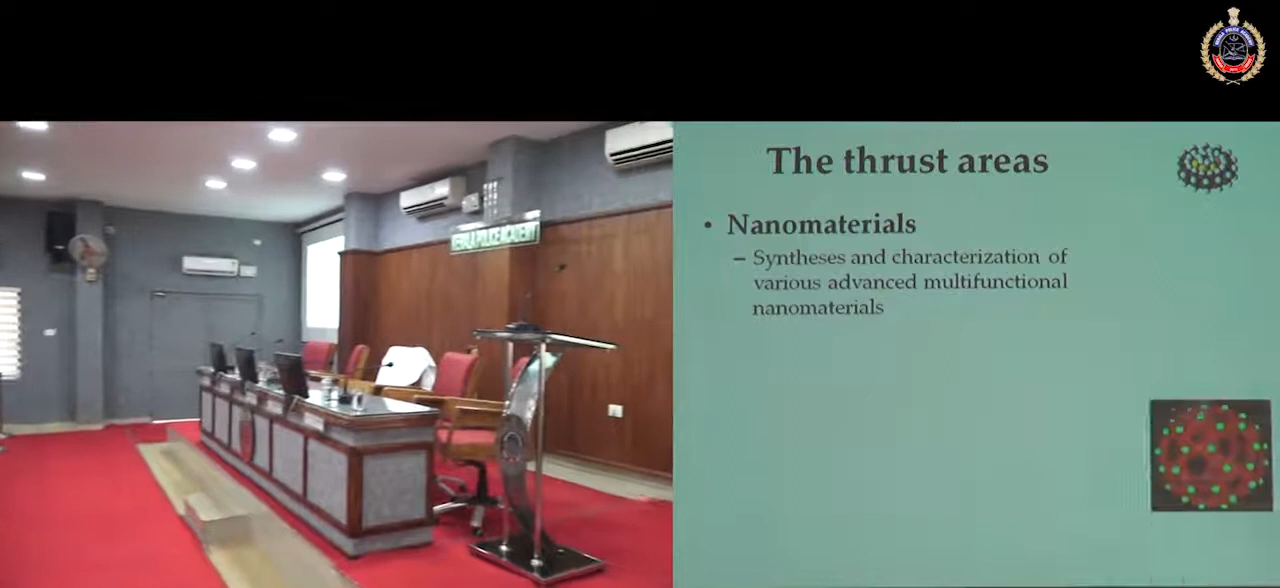 KERALA POLICE ACADEMY
The thrust areas
• Nanomaterials
– Syntheses and characterization of
various advanced multifunctional
nanomaterials